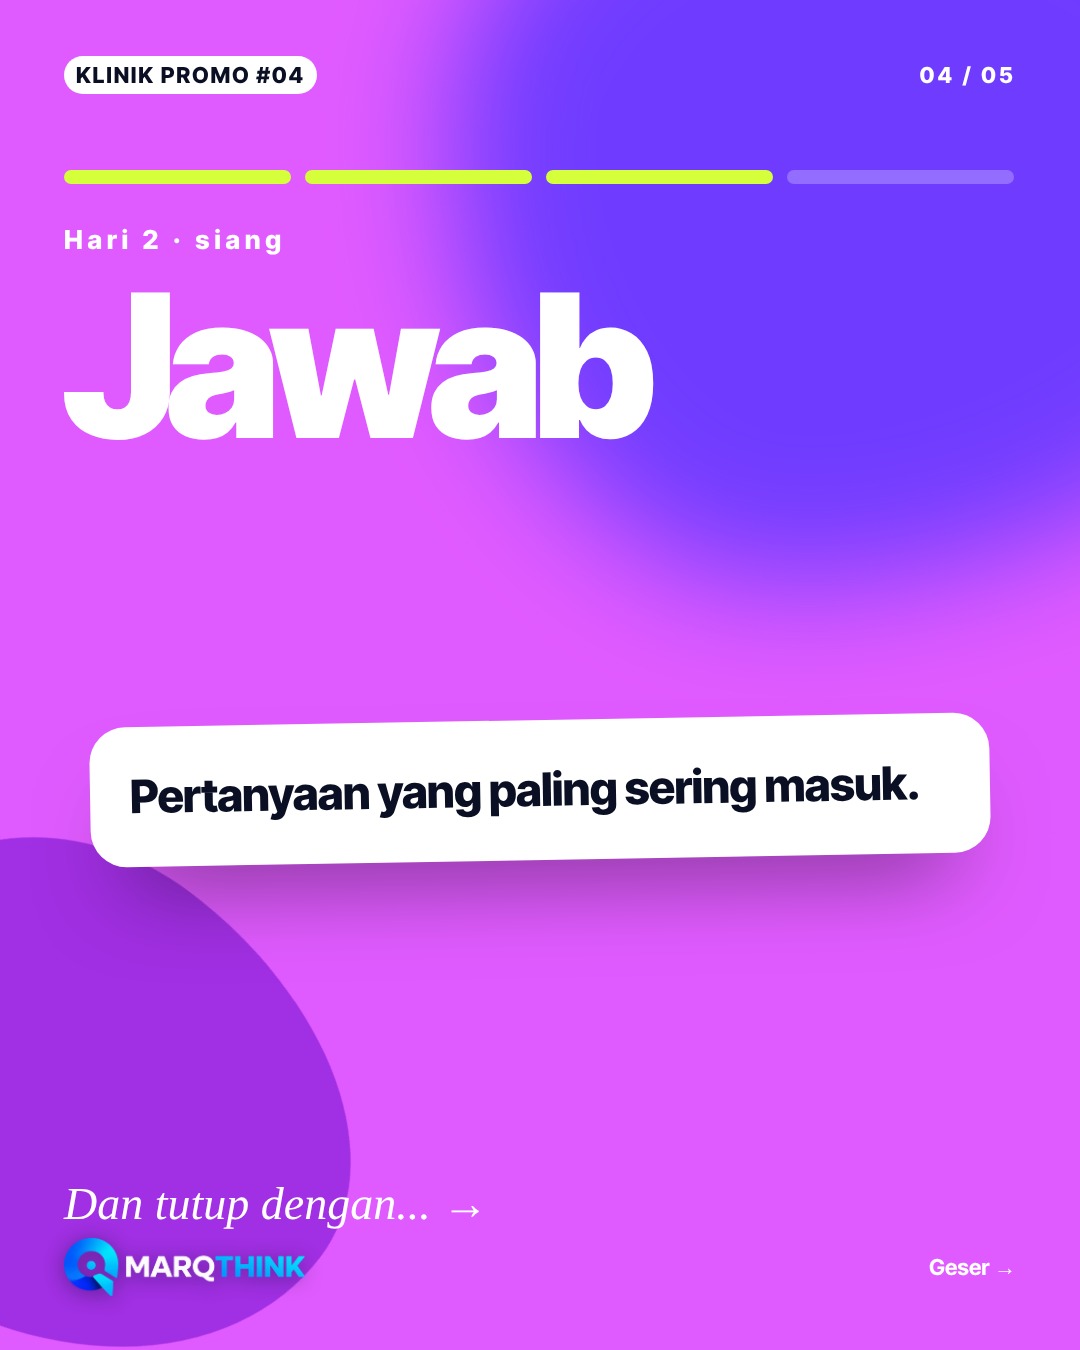 KLINIK PROMO #04
04 / 05
Hari 2 · siang
Jawab
Pertanyaan yang paling sering masuk.
Dan tutup dengan... →
MARQTHINK
Geser →